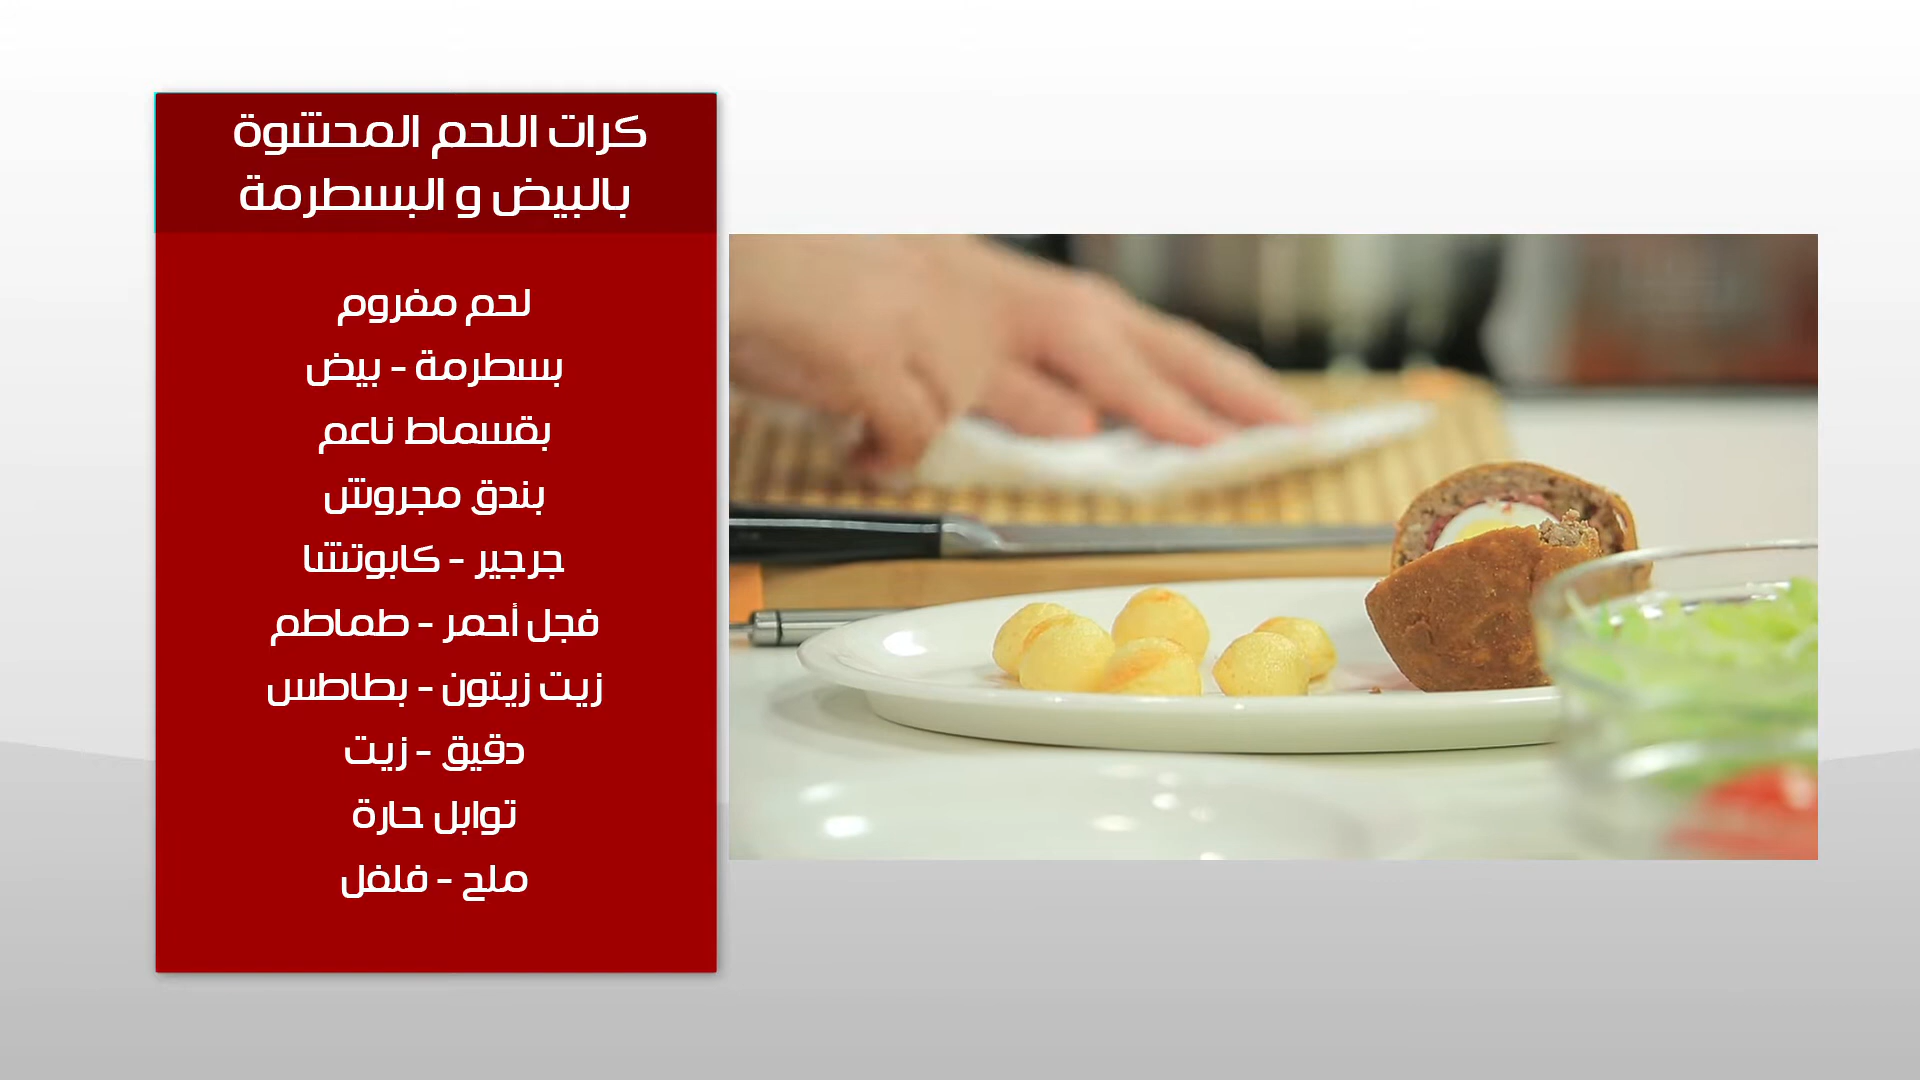 كرات اللحم المحشوة
بالبيض و البسطرمة
لحم مفروم
بسطرمة - بيض
بقسماط ناعم
بندق مجروش
جرجير - كابوتشا
فجل أحمر - طماطم
زيت زيتون - بطاطس
دقيق - زيت
توابل حارة
ملح - فلفل